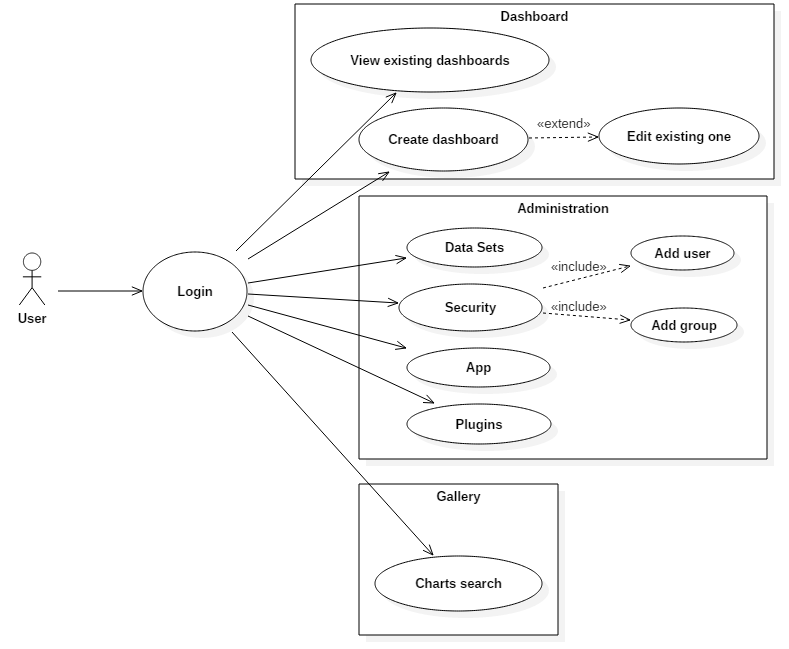 Dashboard
View existing dashboards
Create dashboard
«extend»
Edit existing one
Administration
Data Sets
«include»
Add user
Security
«include»
Add group
App
Plugins
Login
User
Gallery
Charts search